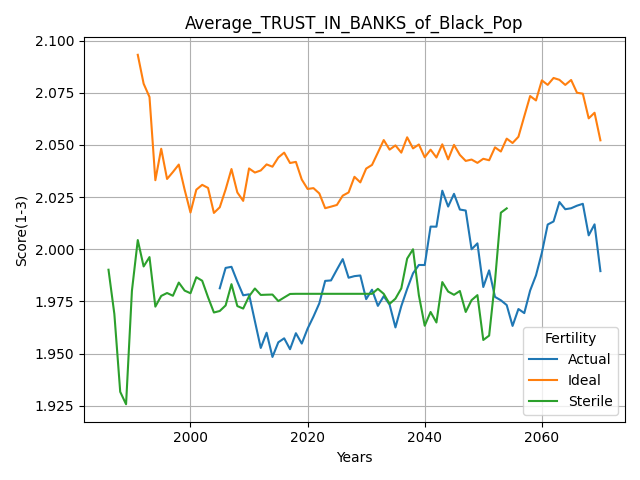 Average_TRUST_IN_BANKS_of_Black_Pop
2.100
2.075
2.050
2.025
2.000
1.975
1.950
1.925
Score(1-3)
2000 2020 2040 2060
Years
Fertility
Actual
Ideal
Sterile